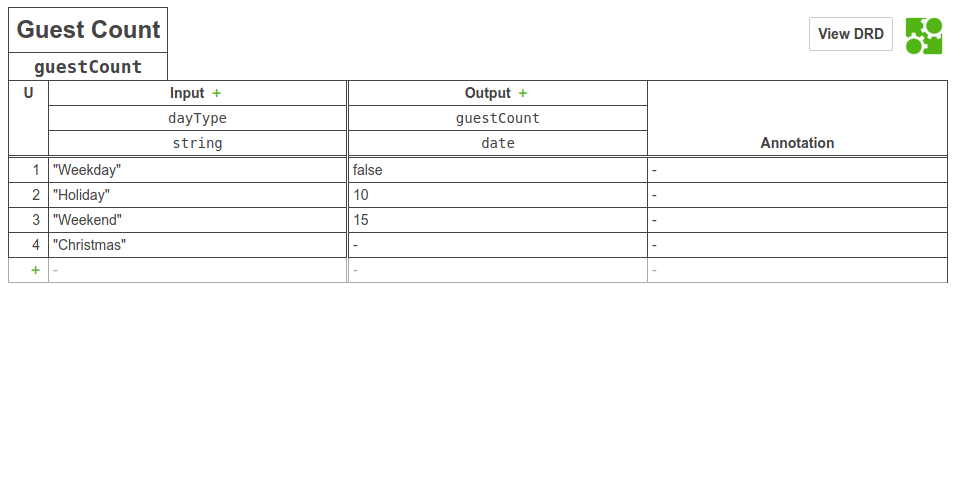 Guest Count
View DRD
guestCount
U Input + Output +
dayType guestCount
string date Annotation
1 "Weekday" false -
2 "Holiday" 10 -
3 "Weekend" 15 -
4 "Christmas" - -
+ - - -